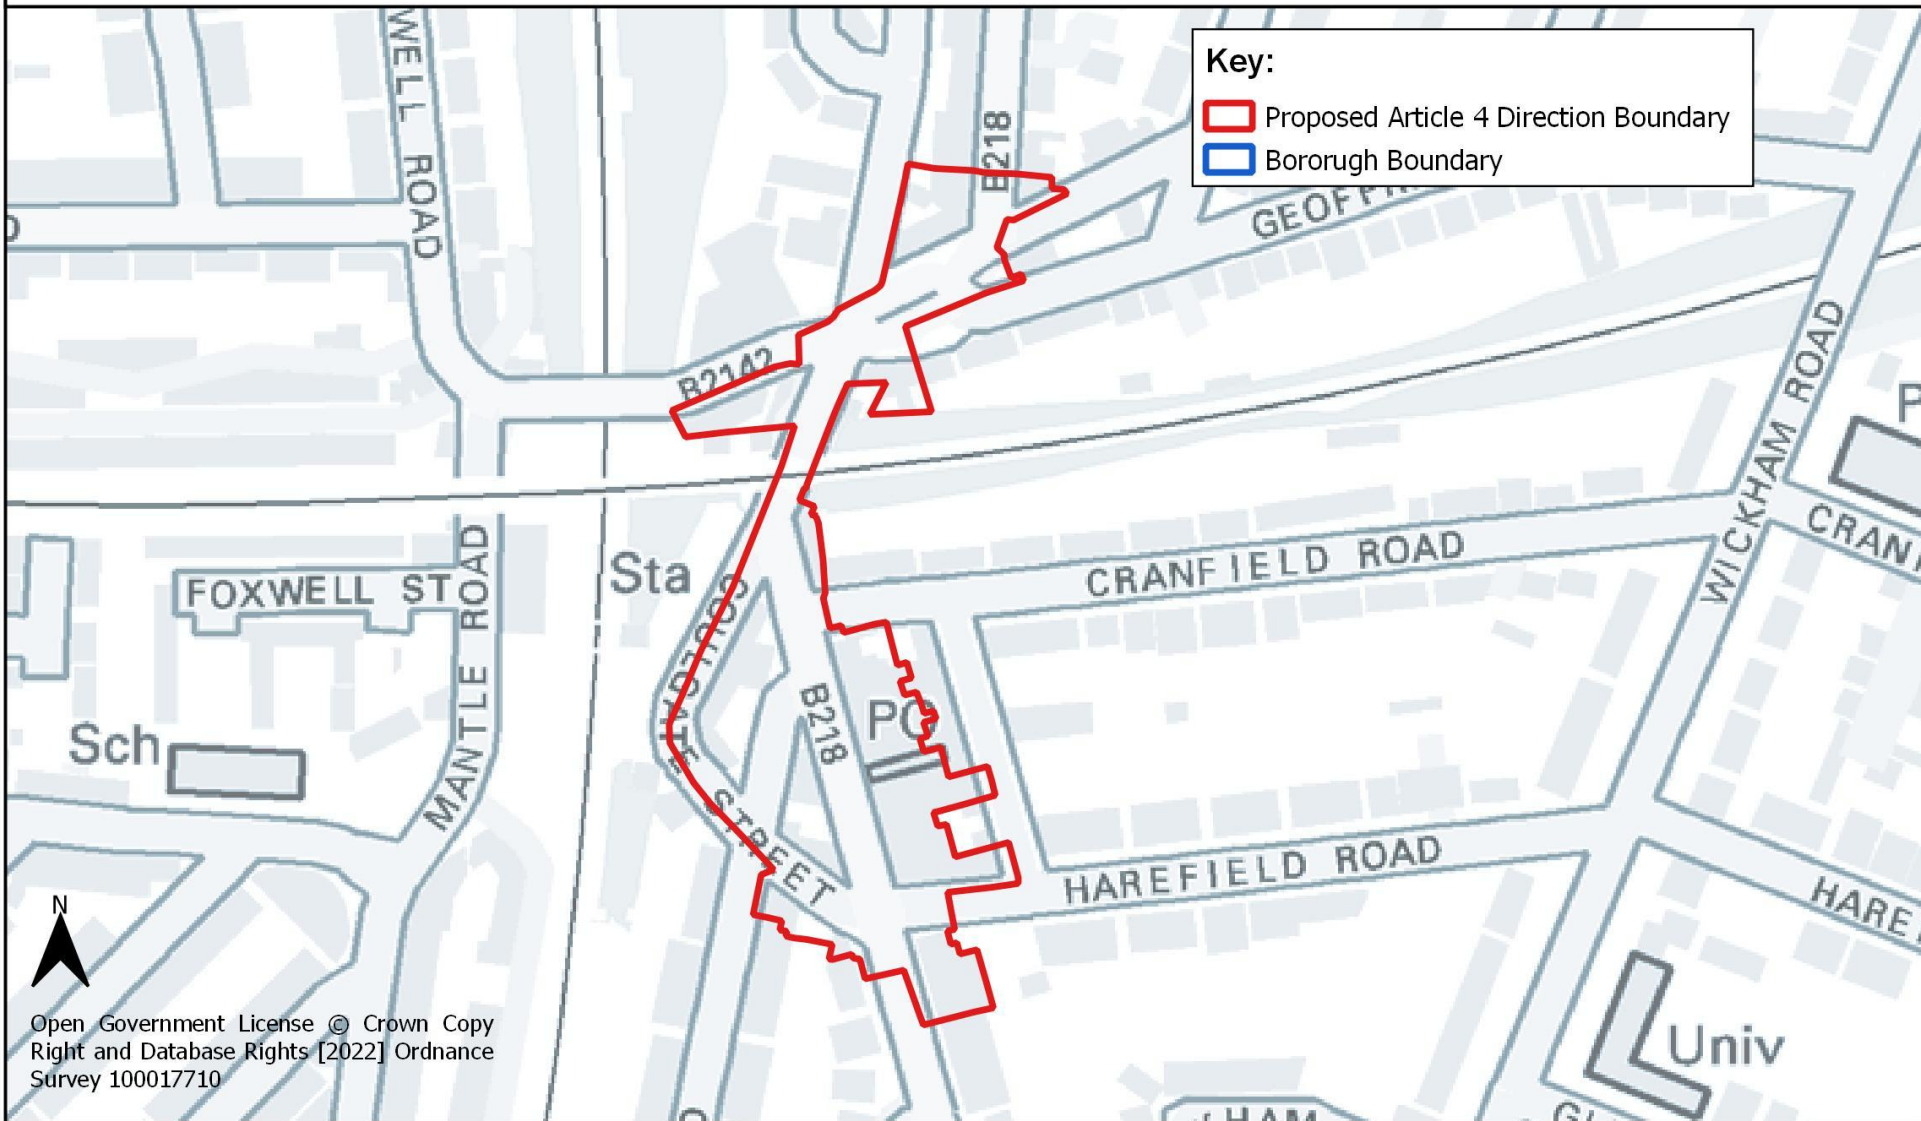 Key:
Proposed Article 4 Direction Boundary
Bororugh Boundary
WELL ROAD
B218
B2142
WICKHAM ROAD
CRANFIELD ROAD
FOXWELL ST
MANTLE ROAD
Sta
COULGATE STREET
B218
PO
Sch
HAREFIELD ROAD
N
Open Government License © Crown Copy
Right and Database Rights [2022] Ordnance
Survey 100017710
Univ